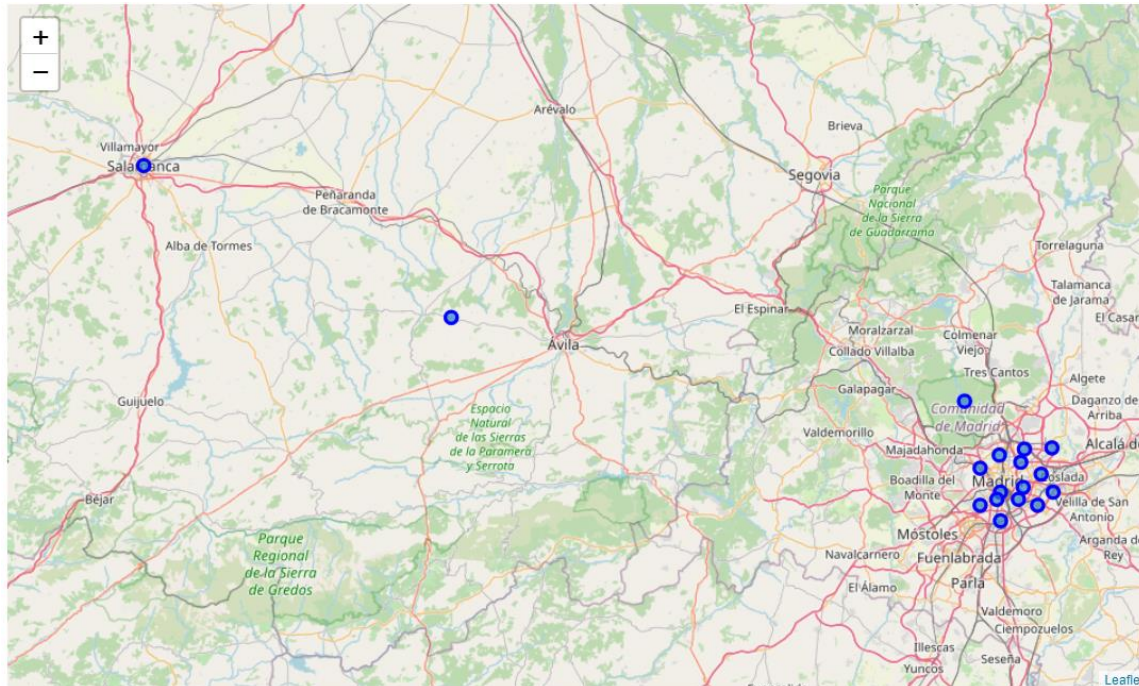 +
−
Arévalo
Brieva
Villamayor
Salamanca
Segovia
Peñaranda
de Bracamonte
Parque
Nacional
de la Sierra
de Guadarrama
Alba de Tormes
Torrelaguna
Talamanca
de Jarama
El Espinar
El Casar
Moralzarzal
Colmenar
Viejo
Ávila
Collado Villalba
Tres Cantos
Algete
Galapagar
Guijuelo
Daganzo de
Arriba
Espacio
Natural
de las Sierras
de la Paramera
y Serrota
Comunidad
de Madrid
Valdemorillo
Majadahonda
Alcalá de
Boadilla del
Monte
Madrid
oslada
Béjar
Velilla de San
Antonio
Móstoles
Arganda de
Rey
Parque
Regional
de la Sierra
de Gredos
Navalcarnero
Fuenlabrada
El Álamo
Parla
Valdemoro
Ciempozuelos
Illescas
Seseña
Yuncos
Leafle